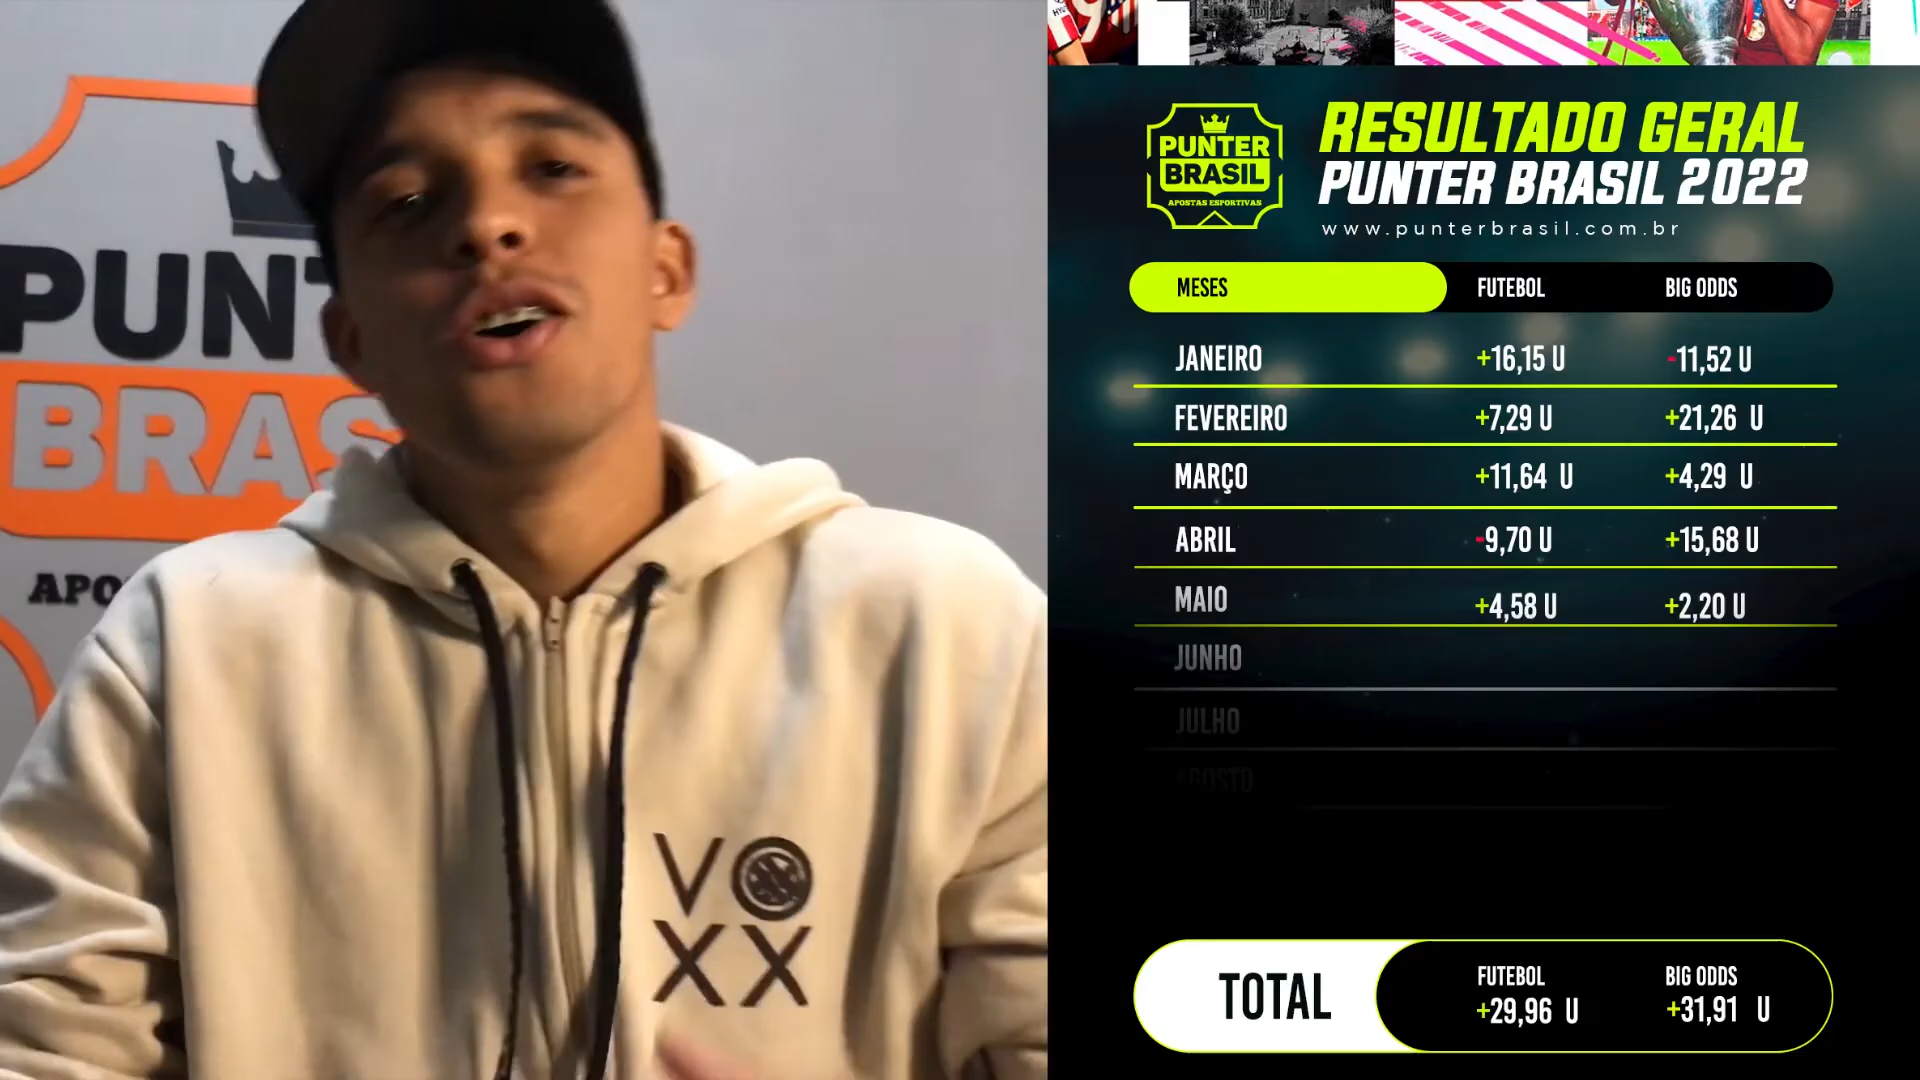 PUNT
BRAS
APO
VO
XX
PUNTER
BRASIL
APOSTAS ESPORTIVAS
RESULTADO GERAL
PUNTER BRASIL 2022
www.punterbrasil.com.br
MESES FUTEBOL BIG ODDS
JANEIRO +16,15 U -11,52 U
FEVEREIRO +7,29 U +21,26 U
MARÇO +11,64 U +4,29 U
ABRIL -9,70 U +15,68 U
MAIO +4,58 U +2,20 U
JUNHO
JULHO
AGOSTO
TOTAL
FUTEBOL BIG ODDS
+29,96 U +31,91 U